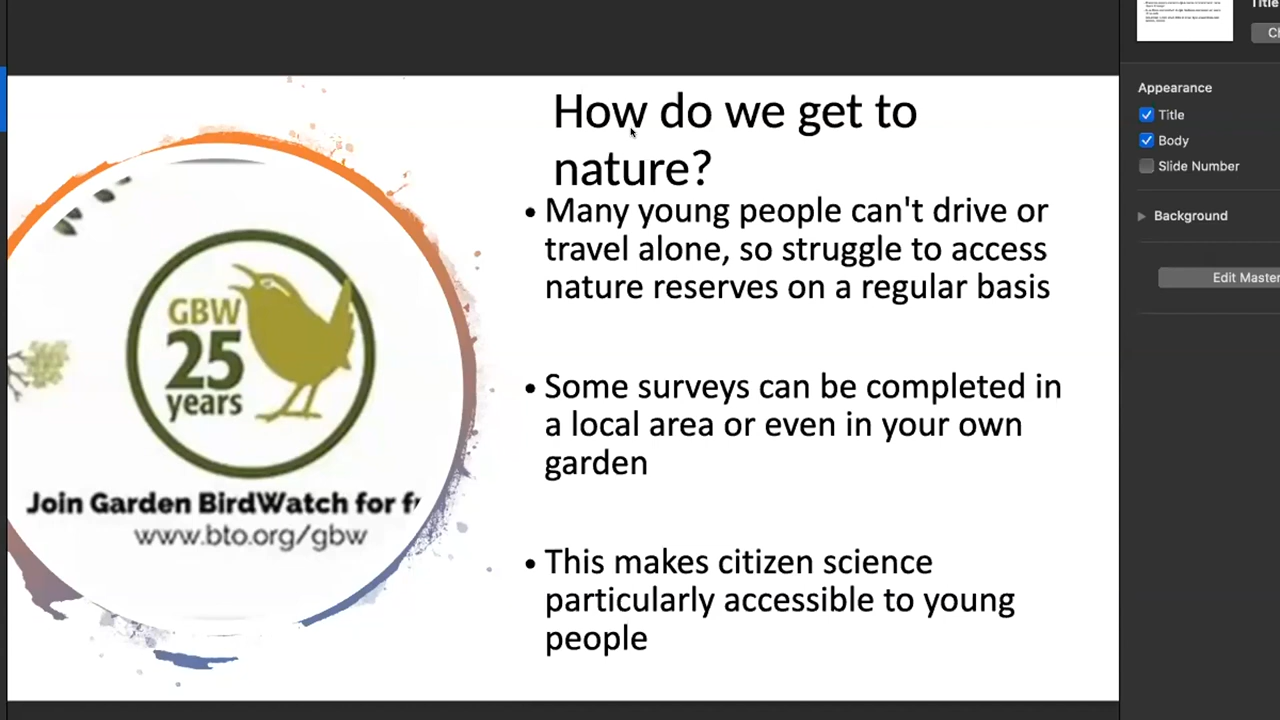 How do we get to
nature?
• Many young people can't drive or
travel alone, so struggle to access
nature reserves on a regular basis
• Some surveys can be completed in
a local area or even in your own
garden
• This makes citizen science
particularly accessible to young
people
GBW
25
years
Join Garden BirdWatch for
www.bto.org/gbw
Title
Appearance
Title
Body
Slide Number
Background
Edit Master